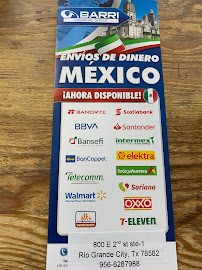 BARRI
ENVÍOS DE DINERO
MÉXICO
¡AHORA DISPONIBLE!
BANORTE Scotiabank
BBVA Santander
Bansefi intermex
BanCoppel elektra
Telecomm Bodega Aurrera
Walmart Soriana
OXXO
7-ELEVEN
800 E 2nd st ste-1
Rio Grande City, Tx 78582
956-6287988